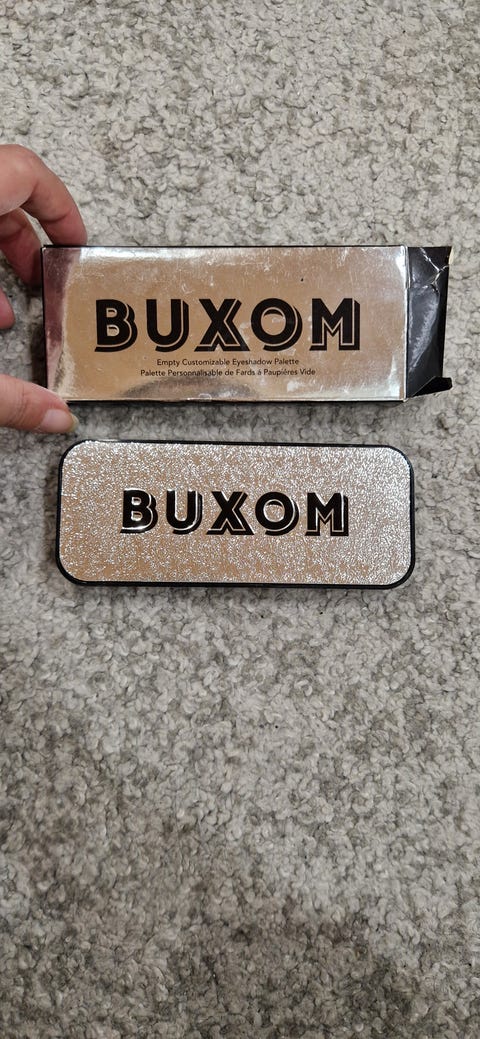 BUXOM
Empty Customizable Eyeshadow Palette
Palette Personnalisable de Fards à Paupières Vide
BUXOM